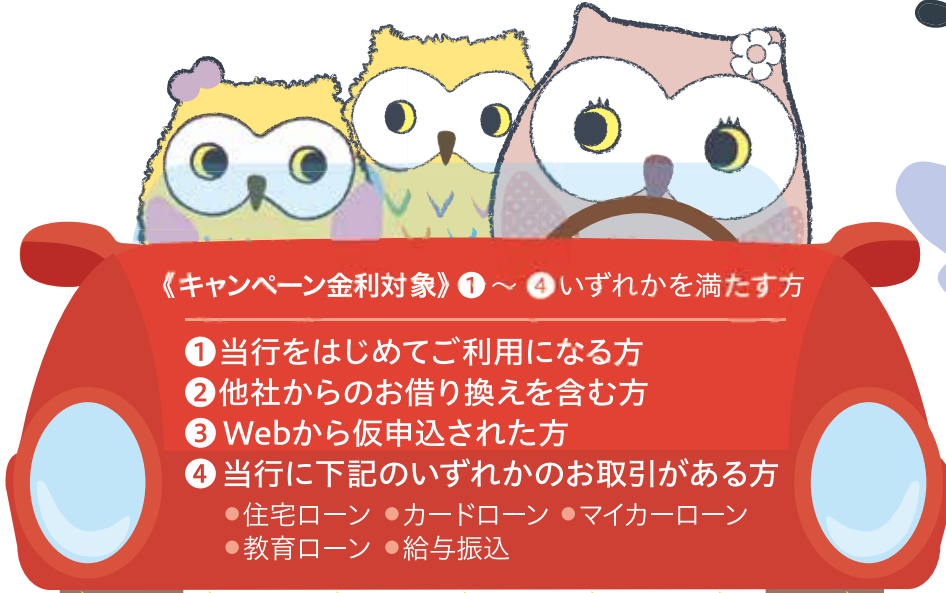 《キャンペーン金利対象》❶～❹いずれかを満たす方
❶当行をはじめてご利用になる方
❷他社からのお借り換えを含む方
❸Webから仮申込された方
❹当行に下記のいずれかのお取引がある方
●住宅ローン ●カードローン ●マイカーローン
●教育ローン ●給与振込